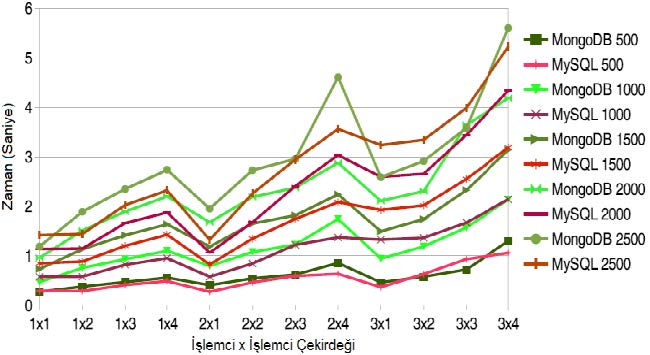 6
5
4
3
2
1
0
Zaman (Saniye)
1x1 1x2 1x3 1x4 2x1 2x2 2x3 2x4 3x1 3x2 3x3 3x4
İşlemci x İşlemci Çekirdeği
MongoDB 500
MySQL 500
MongoDB 1000
MySQL 1000
MongoDB 1500
MySQL 1500
MongoDB 2000
MySQL 2000
MongoDB 2500
MySQL 2500